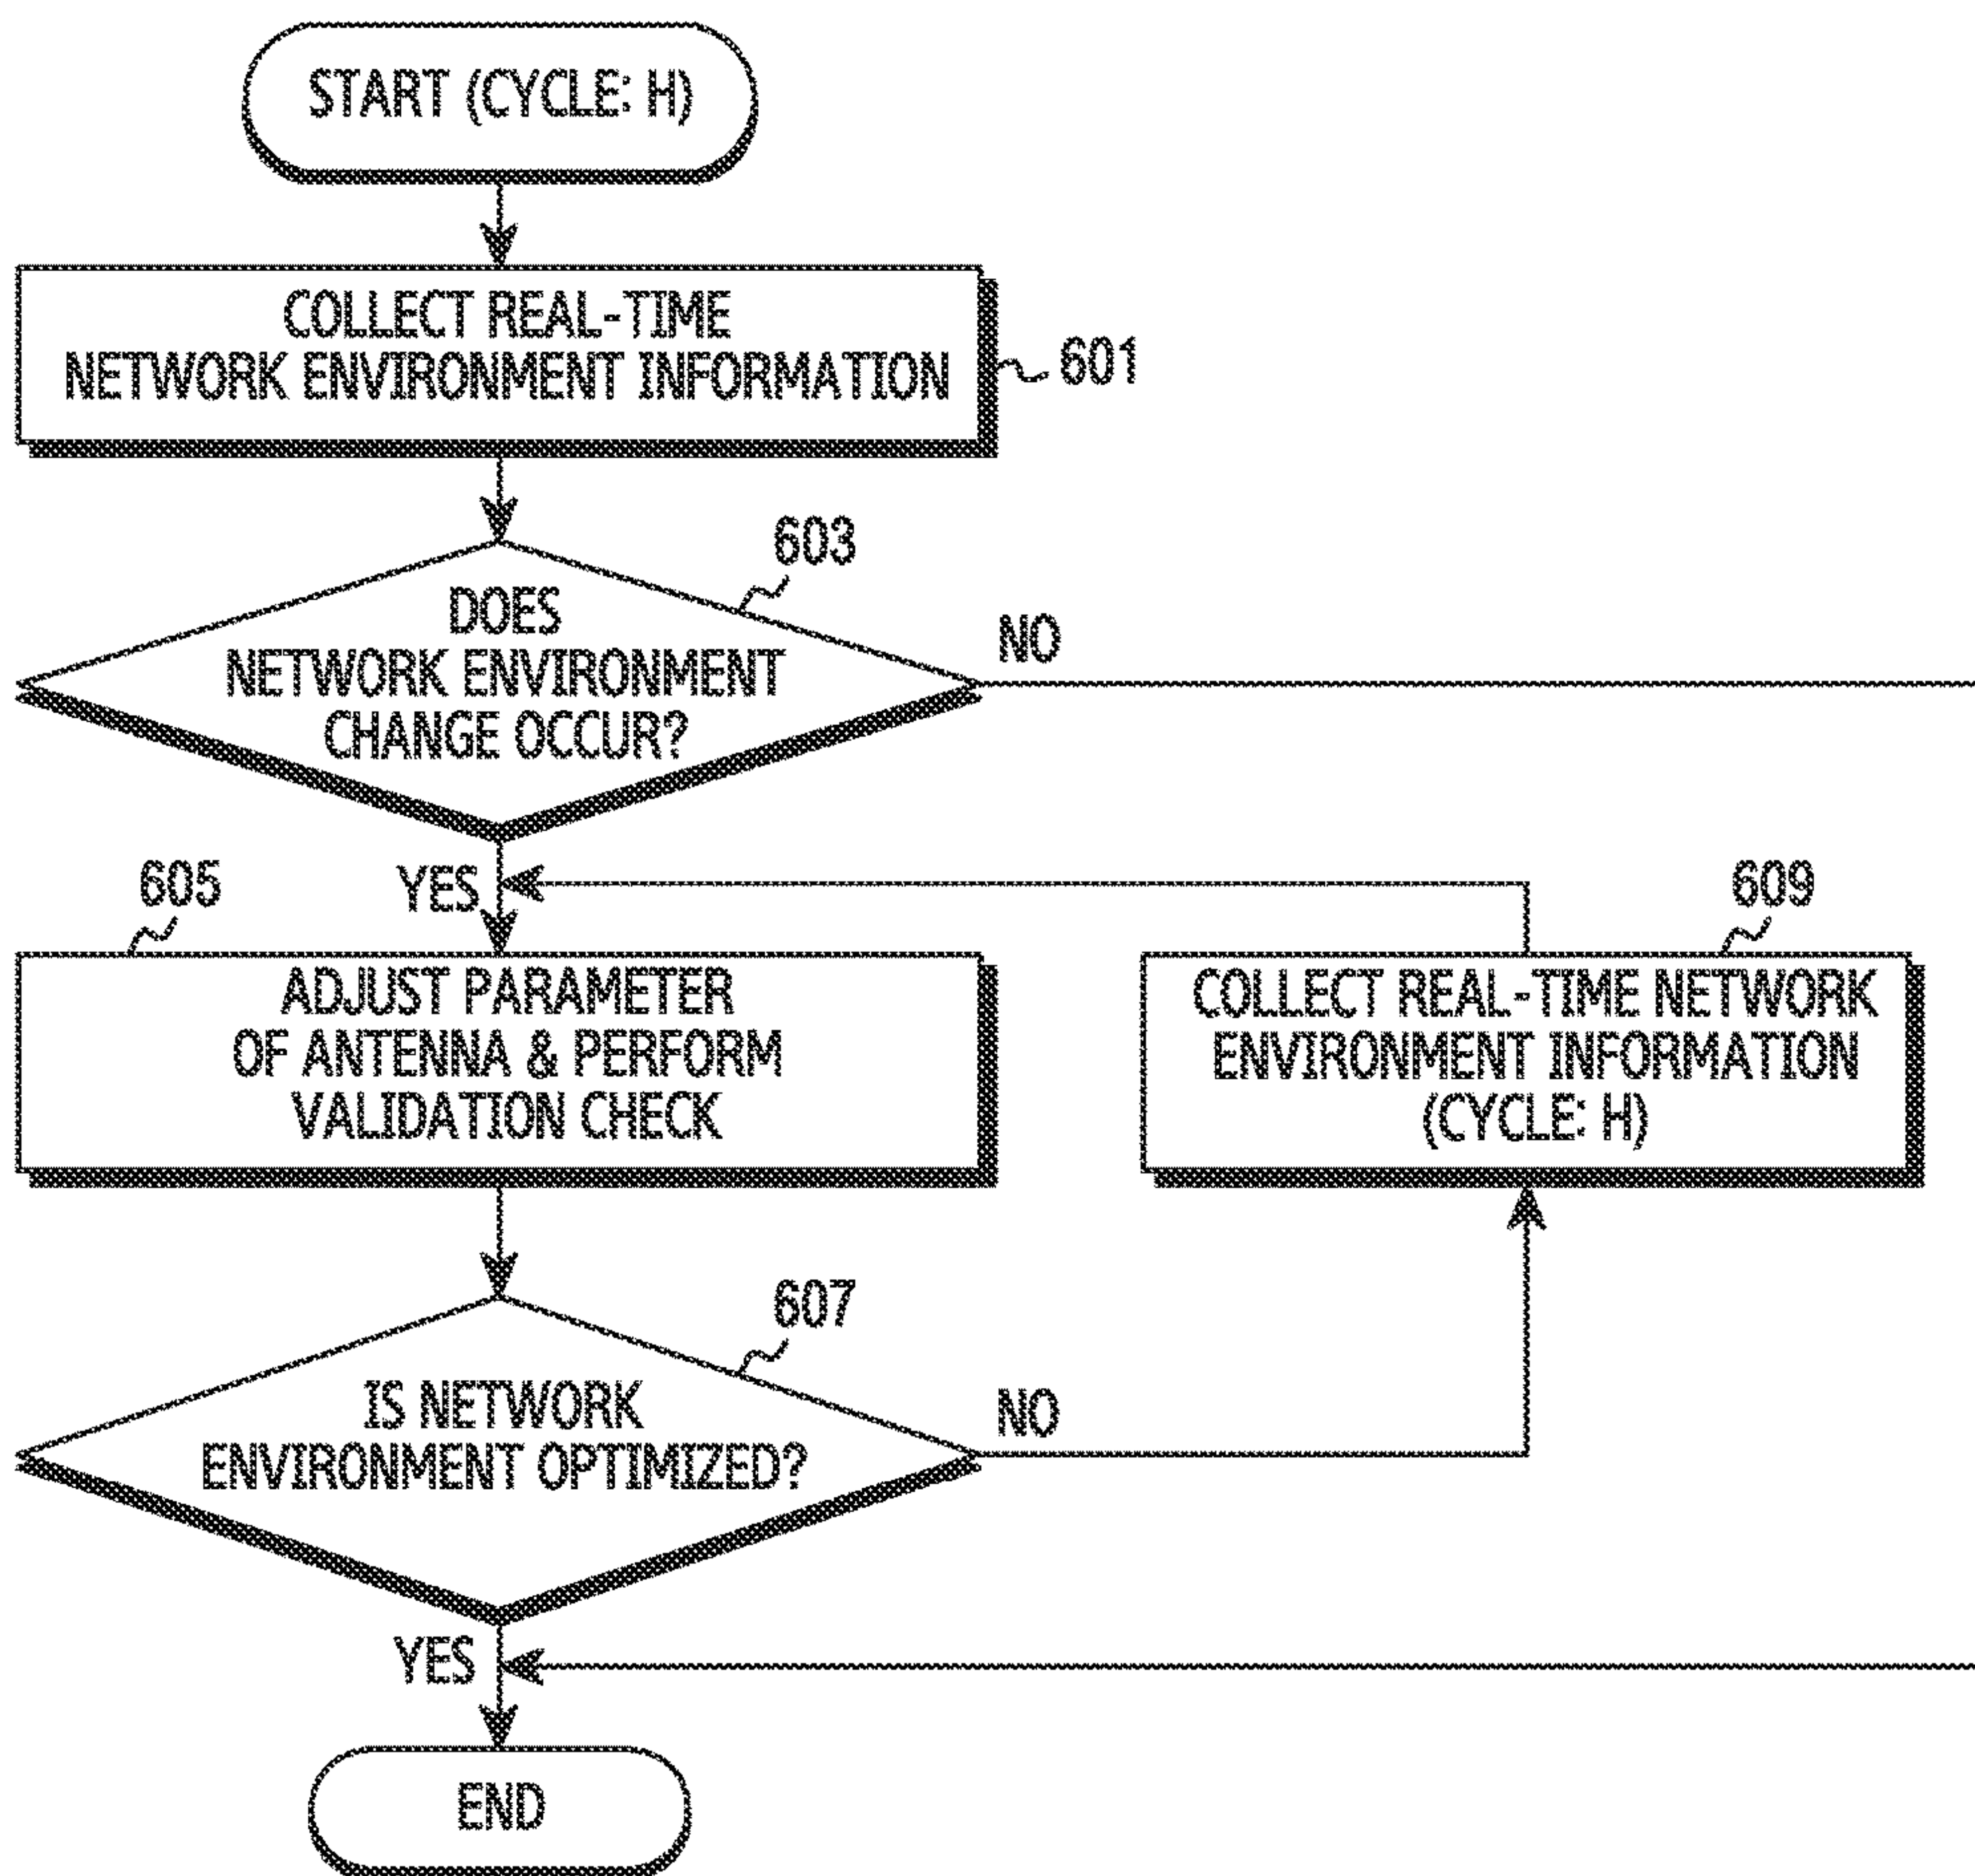 START (CYCLE: H)
COLLECT REAL-TIME
NETWORK ENVIRONMENT INFORMATION
601
603
DOES
NETWORK ENVIRONMENT
CHANGE OCCUR?
NO
YES
605
ADJUST PARAMETER
OF ANTENNA & PERFORM
VALIDATION CHECK
609
COLLECT REAL-TIME NETWORK
ENVIRONMENT INFORMATION
(CYCLE: H)
607
IS NETWORK
ENVIRONMENT OPTIMIZED?
NO
YES
END